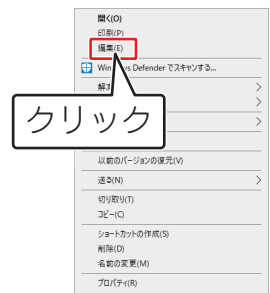 開く(O)
印刷(P)
編集(E)
Windows Defender でスキャンする...
クリック
以前のバージョンの復元(V)
送る(N)
切り取り(T)
コピー(C)
ショートカットの作成(S)
削除(D)
名前の変更(M)
プロパティ(R)